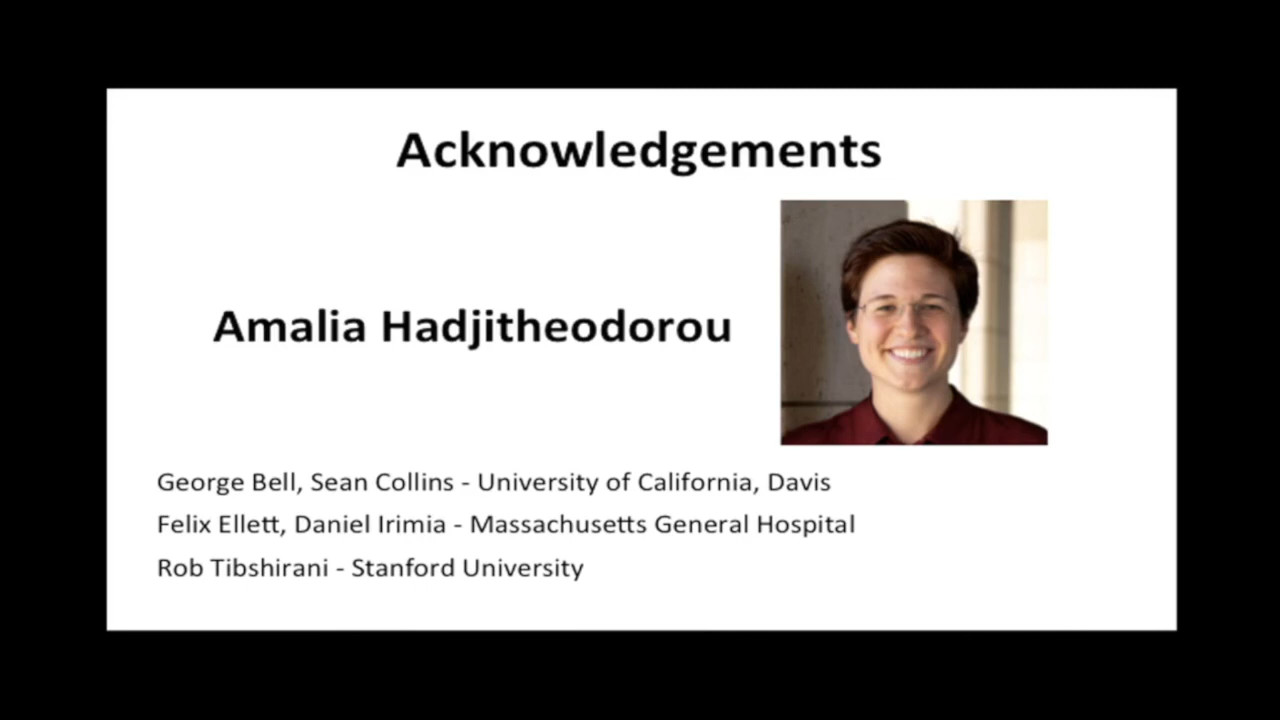 Acknowledgements
Amalia Hadjitheodorou
George Bell, Sean Collins - University of California, Davis
Felix Ellett, Daniel Irimia - Massachusetts General Hospital
Rob Tibshirani - Stanford University